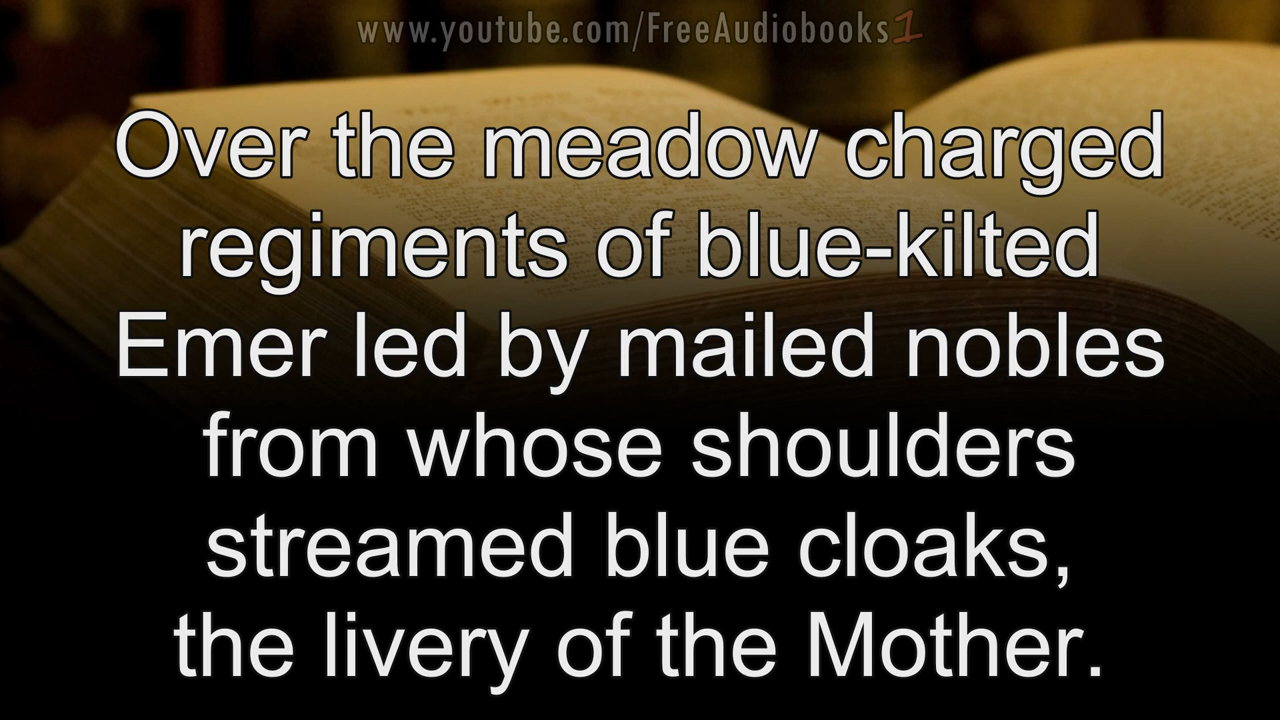 www.youtube.com/FreeAudiobooks1
Over the meadow charged
regiments of blue-kilted
Emer led by mailed nobles
from whose shoulders
streamed blue cloaks,
the livery of the Mother.